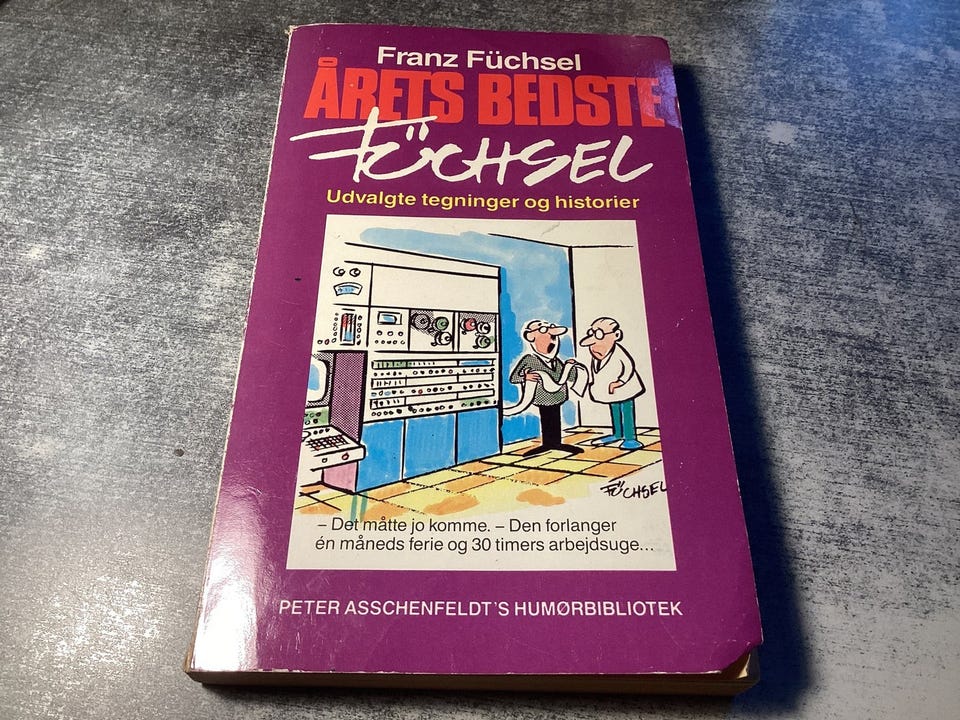 Franz Füchsel
ÅRETS BEDSTE
FÜCHSEL
Udvalgte tegninger og historier
FÜCHSEL
– Det måtte jo komme. – Den forlanger
én måneds ferie og 30 timers arbejdsuge...
PETER ASSCHENFELDT'S HUMØRBIBLIOTEK